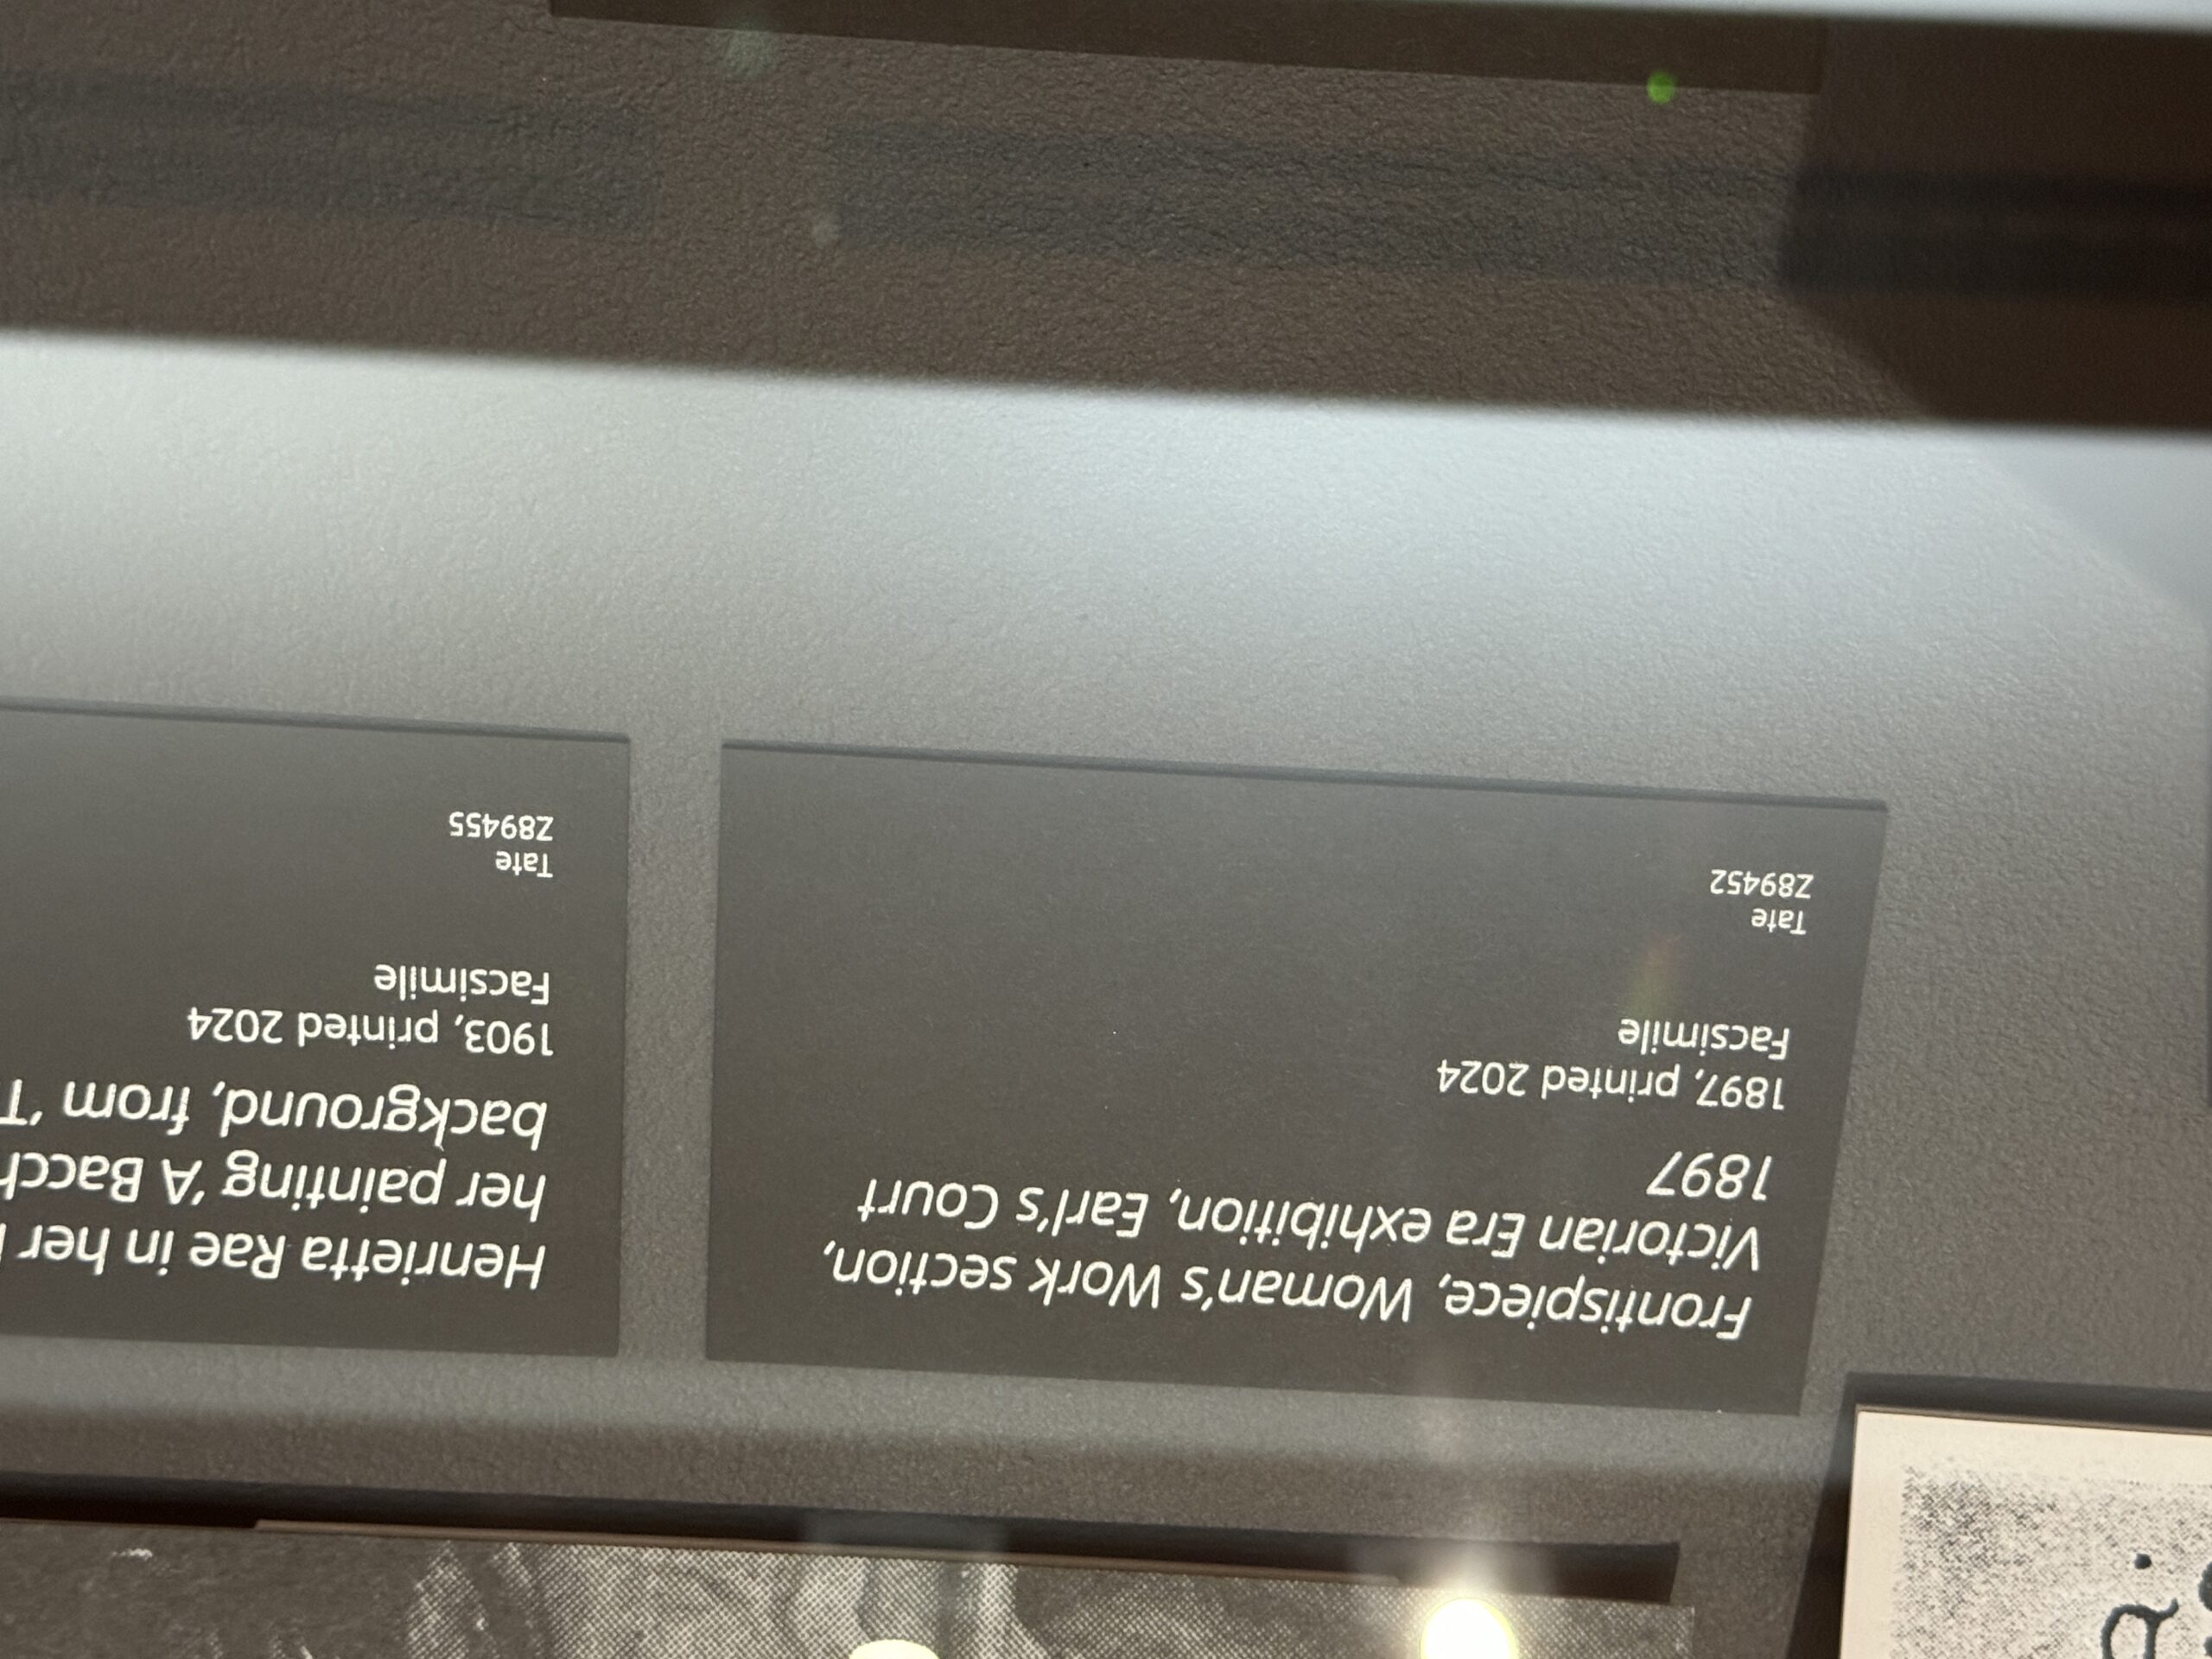 Frontispiece, Woman's Work section,
Victorian Era exhibition, Earl's Court
1897
1897, printed 2024
Facsimile
Tate
Z89452
Henrietta Rae in her
her painting 'A
background, from
1903, printed 2024
Facsimile
Tate
Z89455